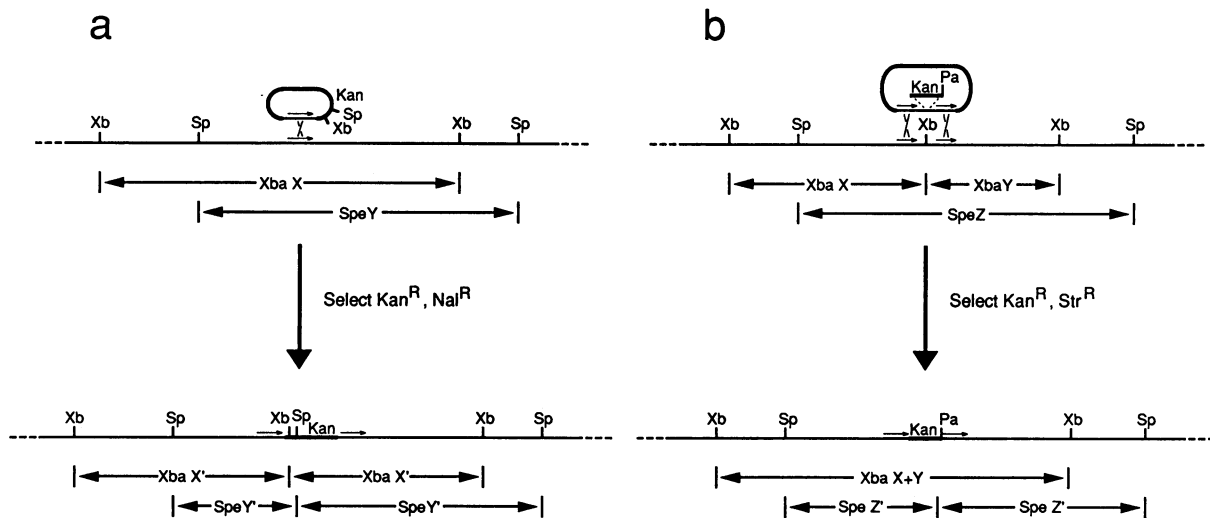 a
Kan
Sp
Xb
Xb Sp Xb Sp
Xba X
SpeY
Select KanR, NalR
Xb Sp Xb Sp Kan Xb Sp
Xba X' Xba X'
SpeY' SpeY'
b
Pa
Kan
Xb Sp Xb Xb Sp
Xba X XbaY
SpeZ
Select KanR, StrR
Xb Sp Kan Pa Xb Sp
Xba X+Y
Spe Z' Spe Z'